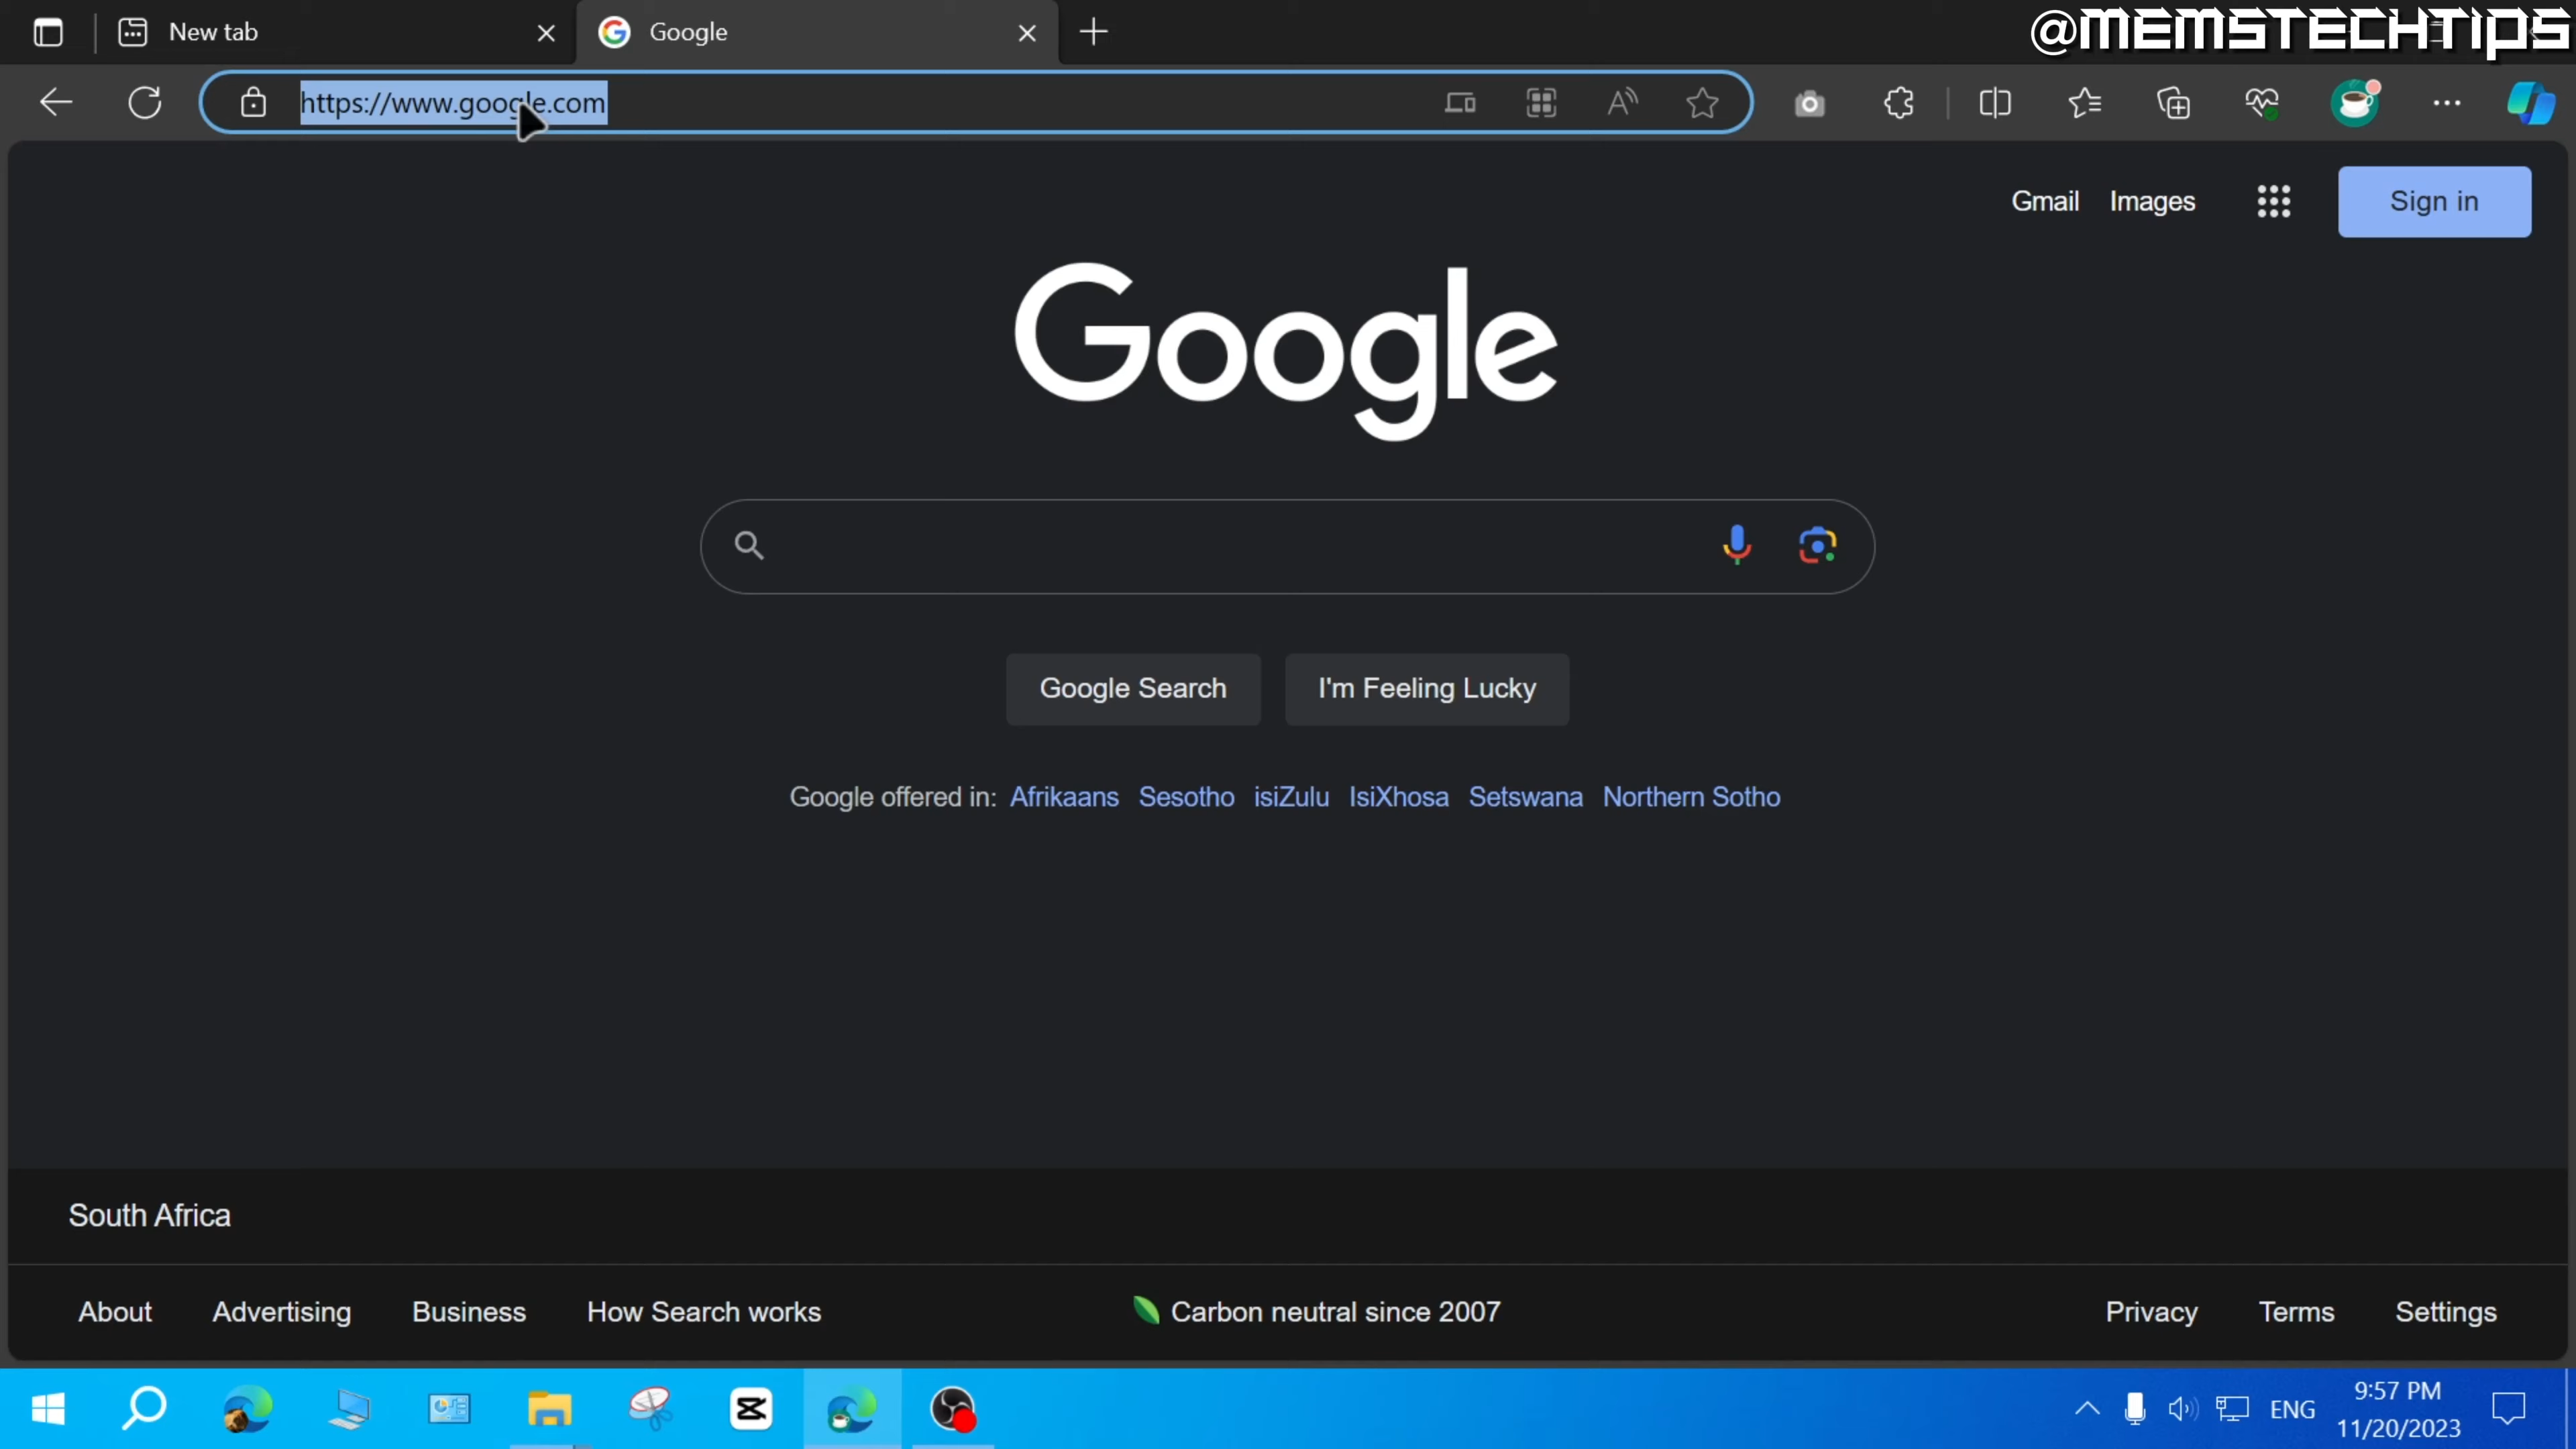 New tab
Google
@MEMSTECHTIPS
https://www.google.com
Gmail Images Sign in
Google
Google Search I'm Feeling Lucky
Google offered in: Afrikaans Sesotho isiZulu IsiXhosa Setswana Northern Sotho
South Africa
About Advertising Business How Search works Carbon neutral since 2007 Privacy Terms Settings
ENG
9:57 PM
11/20/2023